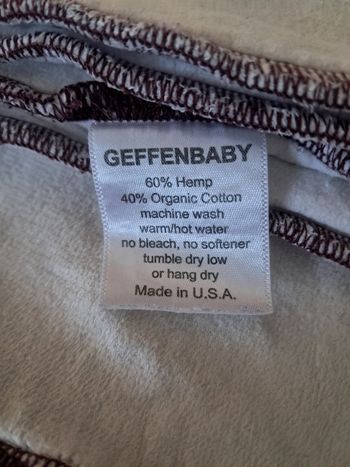 GEFFENBABY
60% Hemp
40% Organic Cotton
machine wash
warm/hot water
no bleach, no softener
tumble dry low
or hang dry
Made in U.S.A.